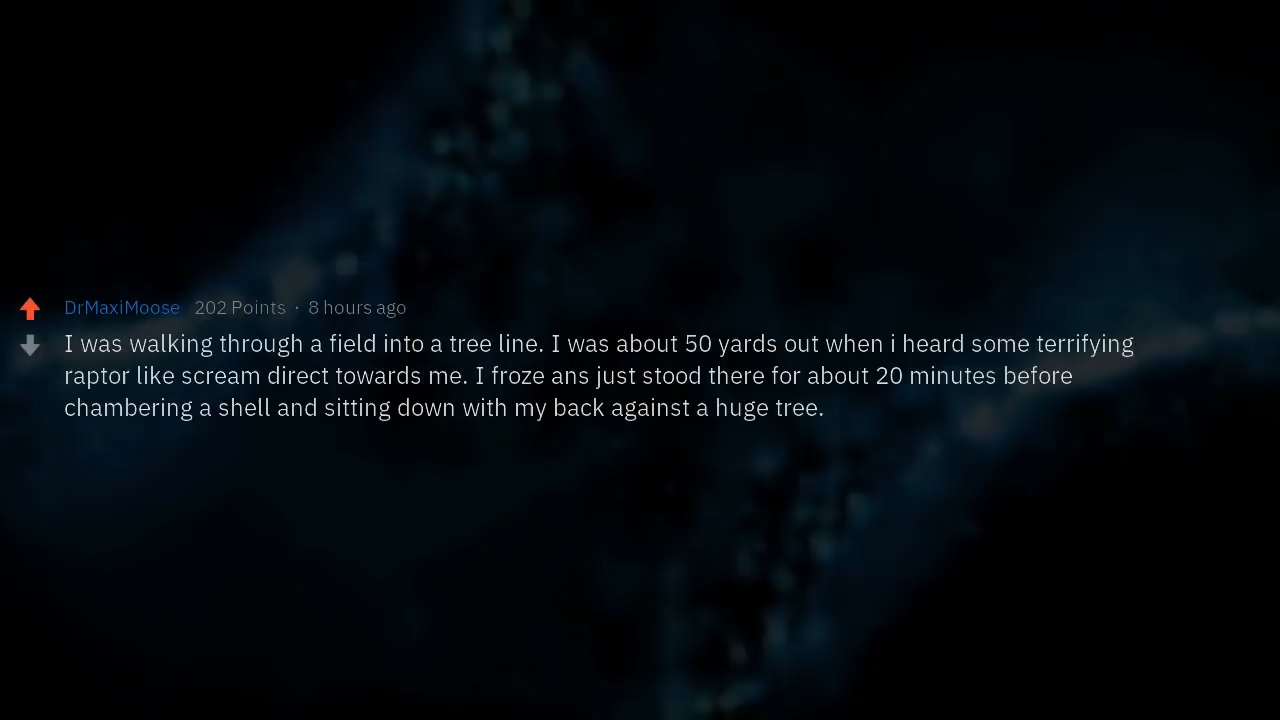 DrMaxiMoose 202 Points · 8 hours ago
I was walking through a field into a tree line. I was about 50 yards out when i heard some terrifying
raptor like scream direct towards me. I froze ans just stood there for about 20 minutes before
chambering a shell and sitting down with my back against a huge tree.